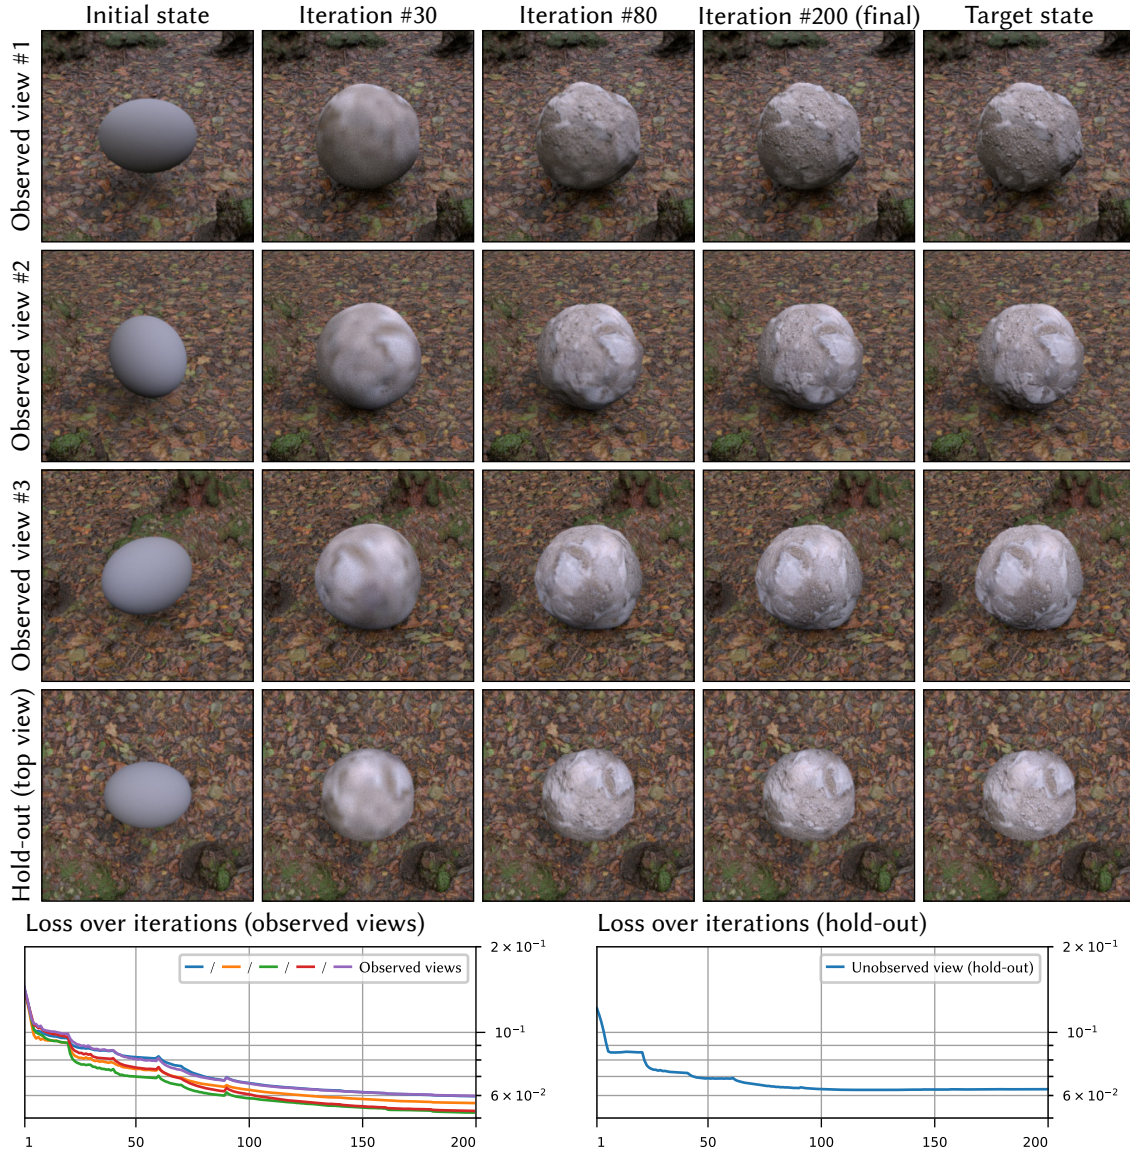 Initial state
Iteration #30
Iteration #80
Iteration #200 (final)
Target state
Observed view #1
Observed view #2
Observed view #3
Hold-out (top view)
Loss over iterations (observed views)
2 × 10⁻¹
10⁻¹
6 × 10⁻²
/ / / / Observed views
1 50 100 150 200
Loss over iterations (hold-out)
2 × 10⁻¹
10⁻¹
6 × 10⁻²
Unobserved view (hold-out)
1 50 100 150 200